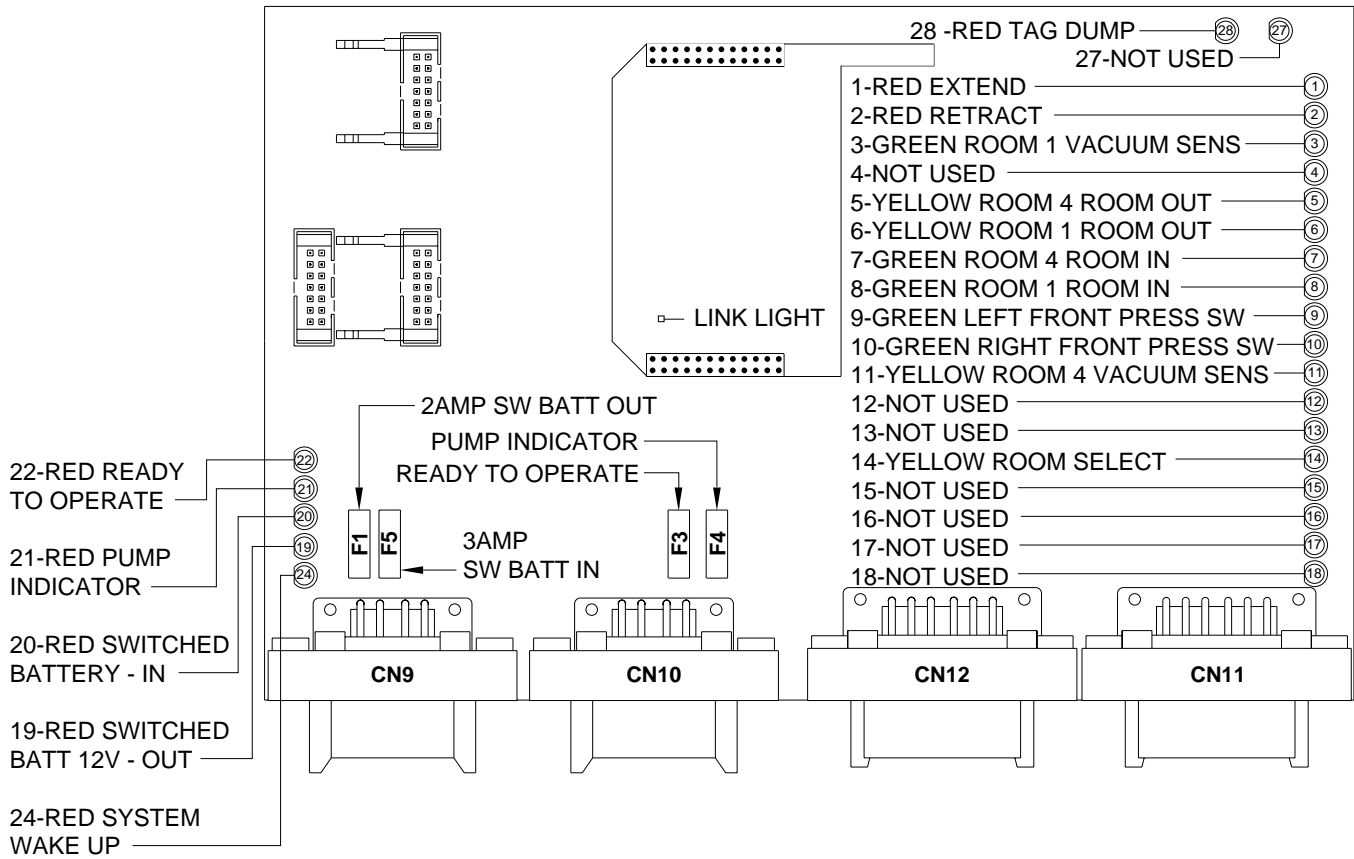 28 -RED TAG DUMP
28
27
27-NOT USED
1-RED EXTEND
1
2-RED RETRACT
2
3-GREEN ROOM 1 VACUUM SENS
3
4-NOT USED
4
5-YELLOW ROOM 4 ROOM OUT
5
6-YELLOW ROOM 1 ROOM OUT
6
7-GREEN ROOM 4 ROOM IN
7
8-GREEN ROOM 1 ROOM IN
8
LINK LIGHT
9-GREEN LEFT FRONT PRESS SW
9
10-GREEN RIGHT FRONT PRESS SW
10
11-YELLOW ROOM 4 VACUUM SENS
11
12-NOT USED
12
13-NOT USED
13
14-YELLOW ROOM SELECT
14
15-NOT USED
15
16-NOT USED
16
17-NOT USED
17
18-NOT USED
18
2AMP SW BATT OUT
PUMP INDICATOR
READY TO OPERATE
22
21
20
19
24
F1
F5
3AMP
SW BATT IN
F3
F4
22-RED READY
TO OPERATE
21-RED PUMP
INDICATOR
20-RED SWITCHED
BATTERY - IN
19-RED SWITCHED
BATT 12V - OUT
24-RED SYSTEM
WAKE UP
CN9
CN10
CN12
CN11